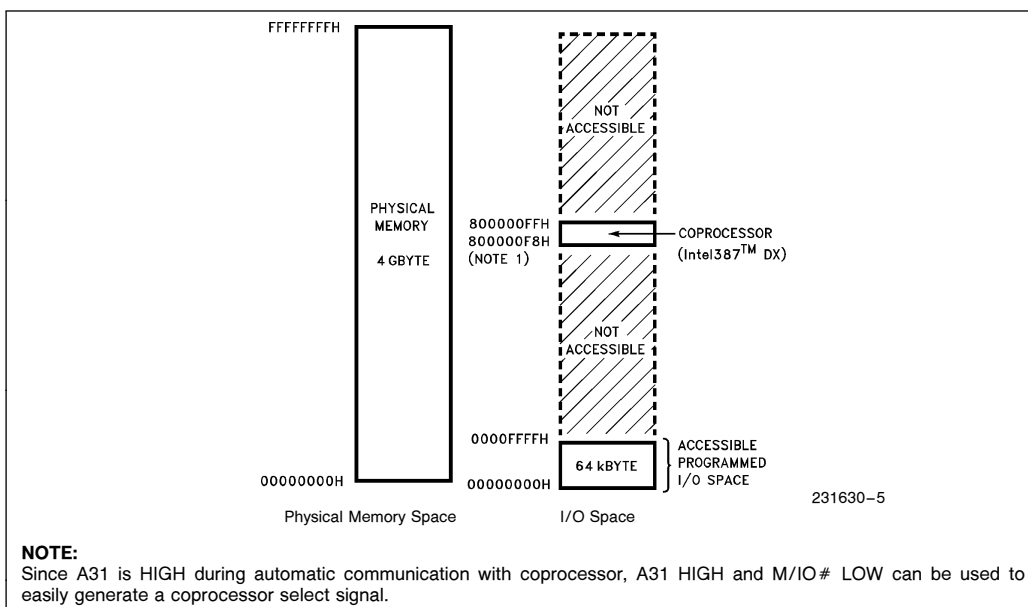 FFFFFFFFH
PHYSICAL
MEMORY
4 GBYTE
00000000H
Physical Memory Space
NOT
ACCESSIBLE
800000FFH
800000F8H
(NOTE 1)
COPROCESSOR
(Intel387™ DX)
NOT
ACCESSIBLE
0000FFFFH
64 kBYTE
00000000H
ACCESSIBLE
PROGRAMMED
I/O SPACE
I/O Space
231630–5
NOTE:
Since A31 is HIGH during automatic communication with coprocessor, A31 HIGH and M/IO# LOW can be used to
easily generate a coprocessor select signal.